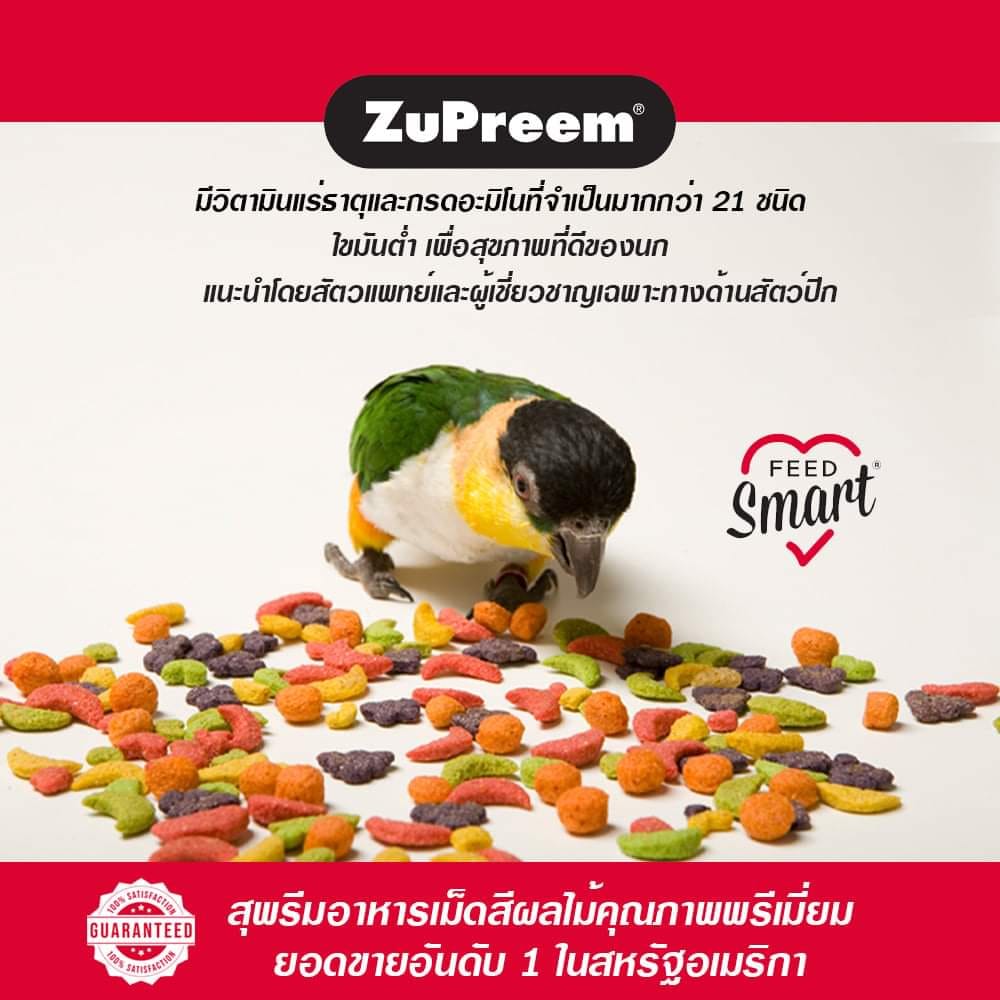 ZuPreem®
มีวิตามินแร่ธาตุและกรดอะมิโนที่จำเป็นมากกว่า 21 ชนิด
ไขมันต่ำ เพื่อสุขภาพที่ดีของนก
แนะนำโดยสัตวแพทย์และผู้เชี่ยวชาญเฉพาะทางด้านสัตว์ปีก
FEED
Smart®
100% SATISFACTION
GUARANTEED
100% SATISFACTION
สุพรีมอาหารเม็ดสีผลไม้คุณภาพพรีเมี่ยม
ยอดขายอันดับ 1 ในสหรัฐอเมริกา